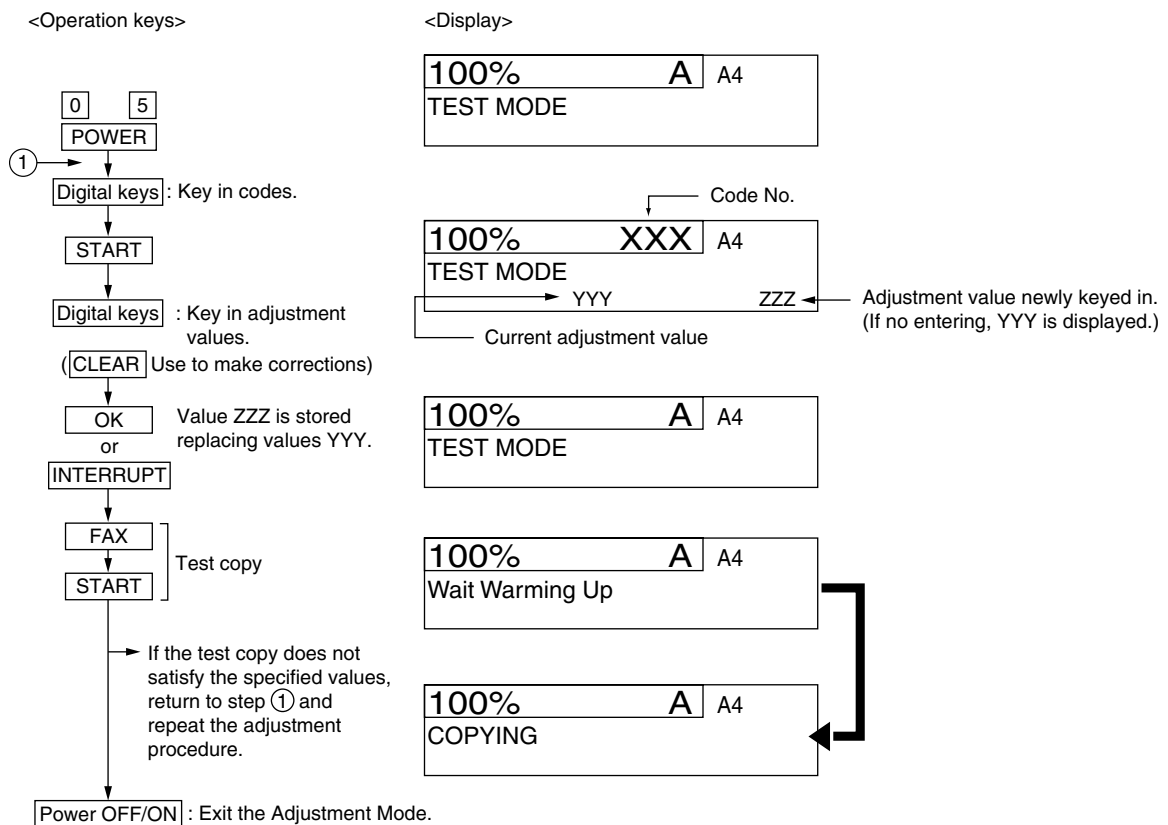 <Operation keys>
<Display>
0 5
POWER
1
Digital keys : Key in codes.
START
Digital keys : Key in adjustment
values.
(CLEAR Use to make corrections)
OK
or
INTERRUPT
Value ZZZ is stored
replacing values YYY.
FAX
START
Test copy
If the test copy does not
satisfy the specified values,
return to step 1 and
repeat the adjustment
procedure.
Power OFF/ON : Exit the Adjustment Mode.
100% A A4
TEST MODE
Code No.
100% XXX A4
TEST MODE
YYY ZZZ
Adjustment value newly keyed in.
(If no entering, YYY is displayed.)
Current adjustment value
100% A A4
TEST MODE
100% A A4
Wait Warming Up
100% A A4
COPYING